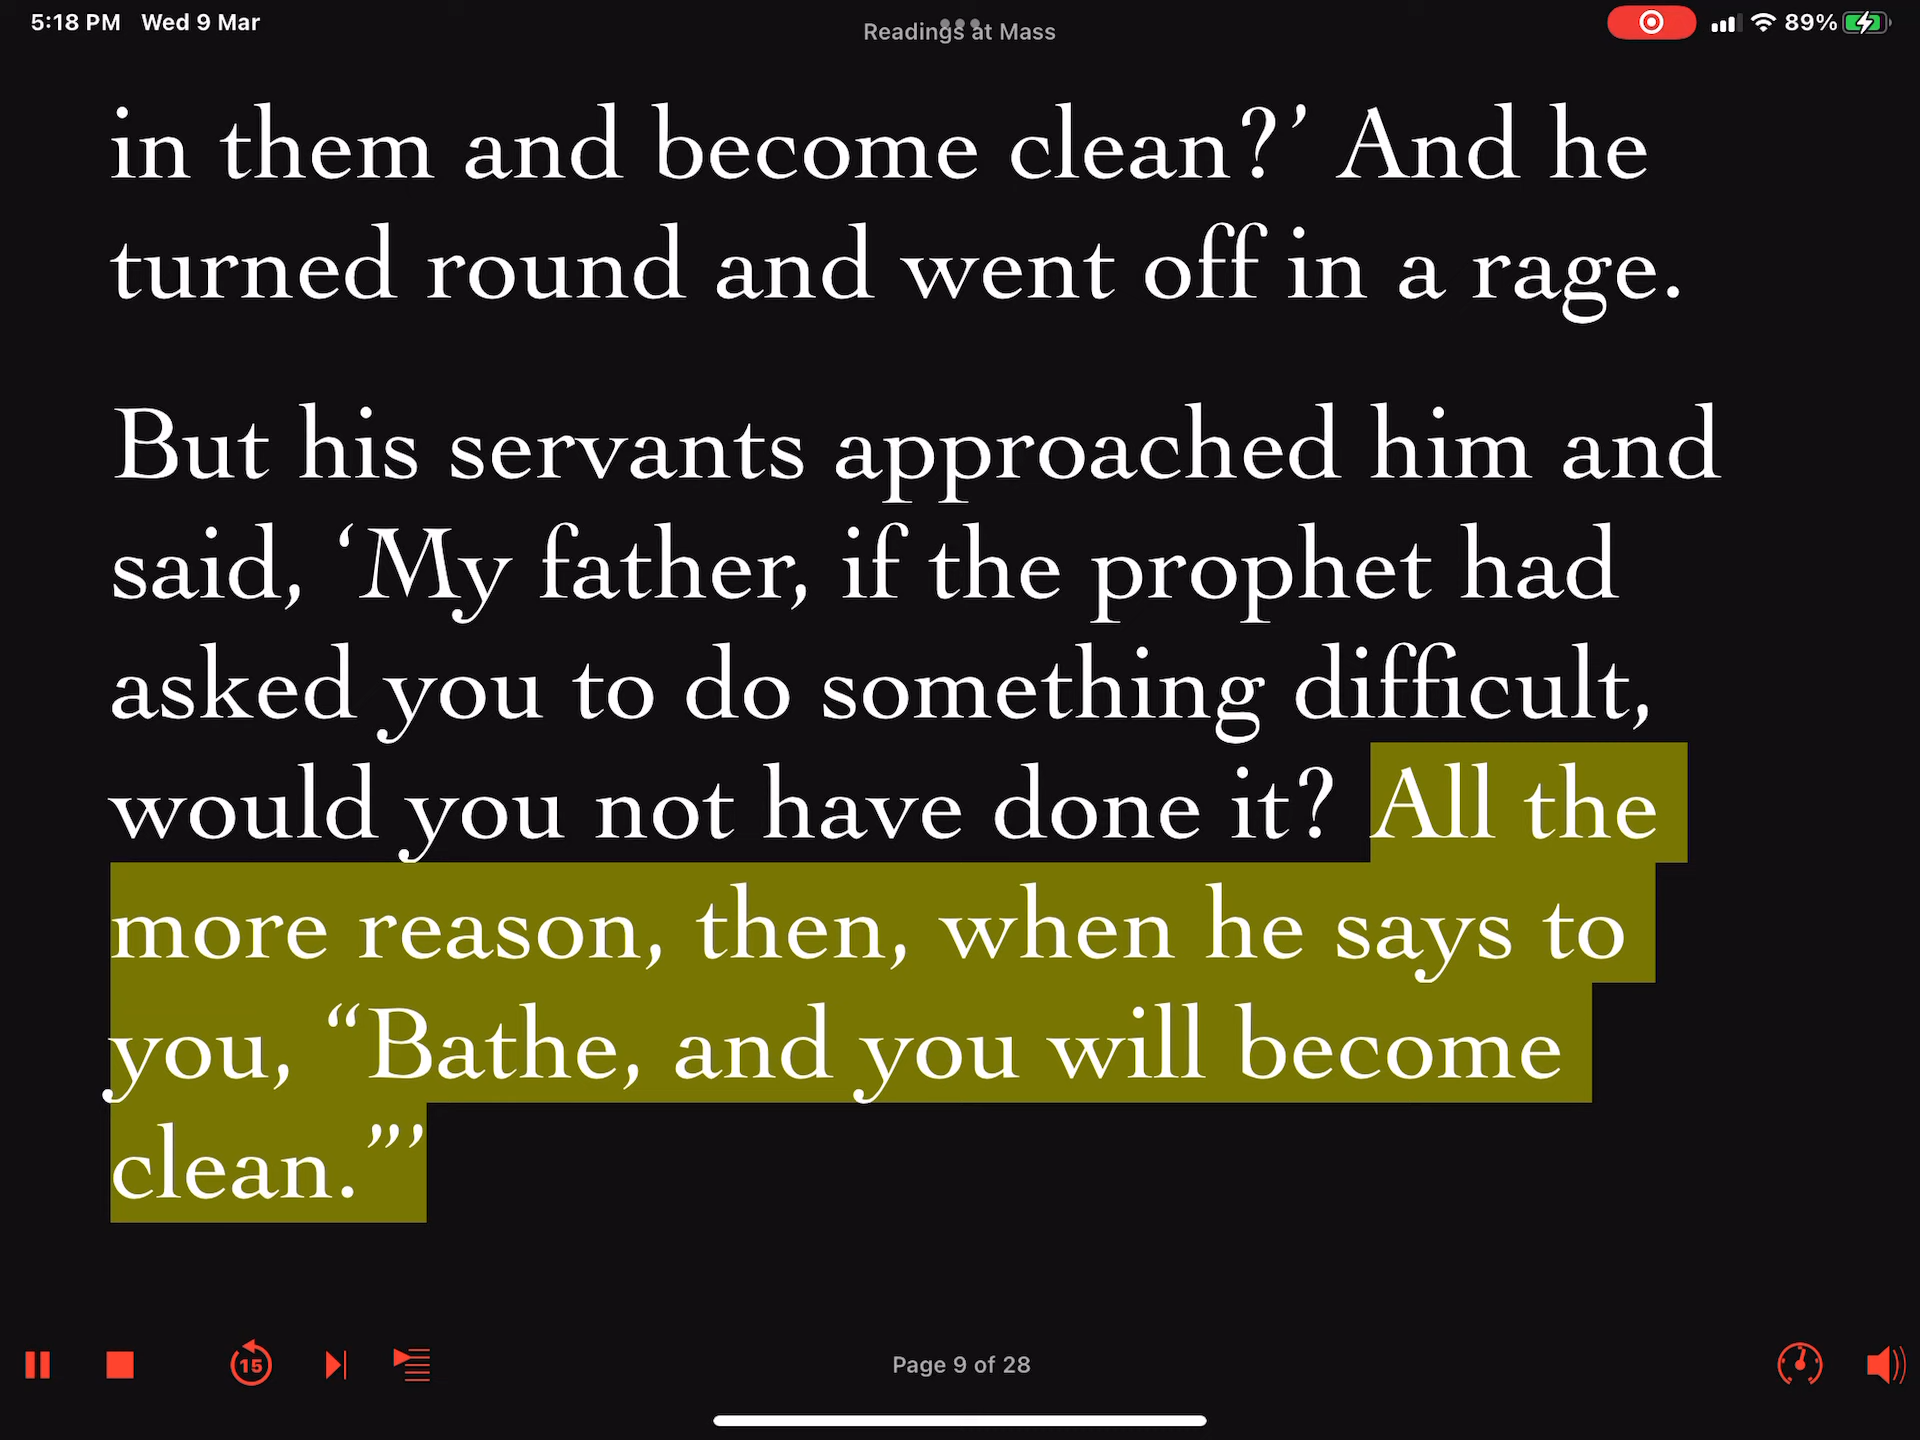 5:18 PM Wed 9 Mar
Readings at Mass
89%
in them and become clean?’ And he
turned round and went off in a rage.
But his servants approached him and
said, ‘My father, if the prophet had
asked you to do something difficult,
would you not have done it? All the
more reason, then, when he says to
you, “Bathe, and you will become
clean.”’
15
Page 9 of 28